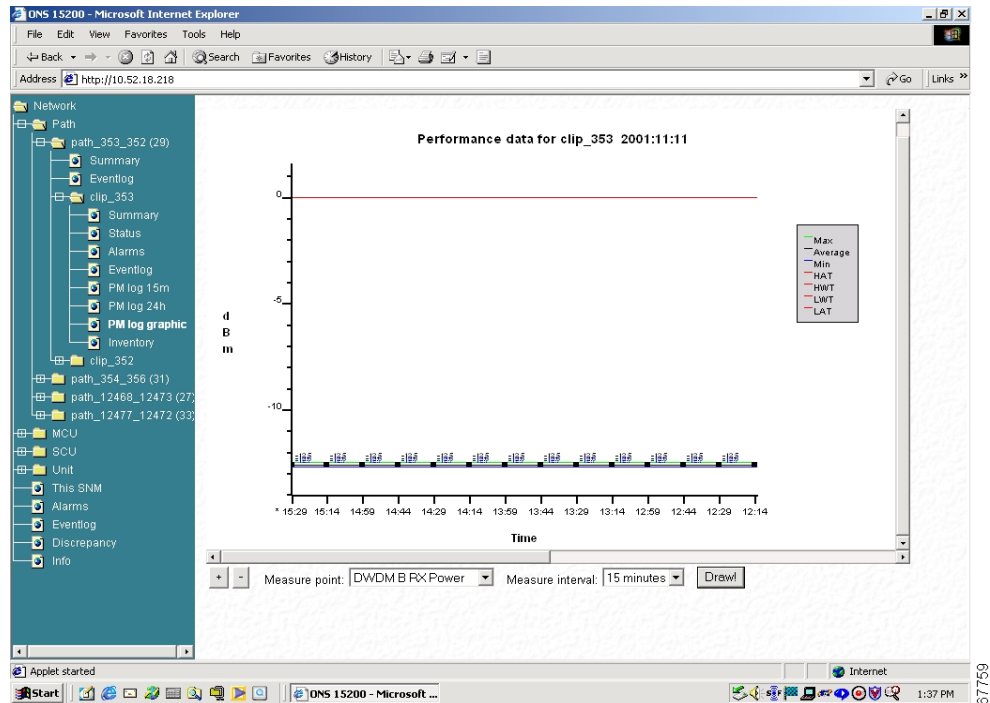 ONS 15200 - Microsoft Internet Explorer
File Edit View Favorites Tools Help
Back Search Favorites History
Address http://10.52.18.218 Go Links »
Network
Path
path_353_352 (29)
Summary
Eventlog
clip_353
Summary
Status
Alarms
Eventlog
PM log 15m
PM log 24h
PM log graphic
Inventory
clip_352
path_354_356 (31)
path_12468_12473 (27)
path_12477_12472 (33)
MCU
SCU
Unit
This SNM
Alarms
Eventlog
Discrepancy
Info
Performance data for clip_353 2001:11:11
0
-5
-10
dBm
Max
Average
Min
HAT
HWT
LWT
LAT
* 15:29 15:14 14:59 14:44 14:29 14:14 13:59 13:44 13:29 13:14 12:59 12:44 12:29 12:14
Time
+ - Measure point: DWDM B RX Power Measure interval: 15 minutes Draw!
Applet started Internet
Start ONS 15200 - Microsoft ... 1:37 PM
67759